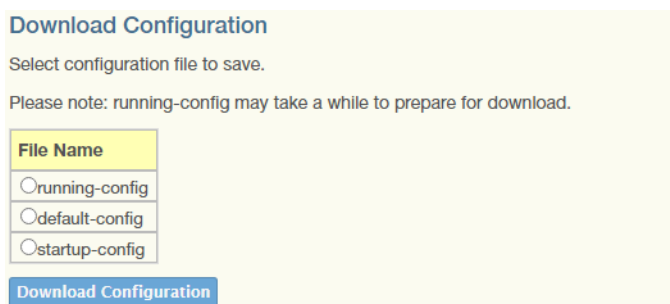 Download Configuration
Select configuration file to save.
Please note: running-config may take a while to prepare for download.
File Name
running-config
default-config
startup-config
Download Configuration